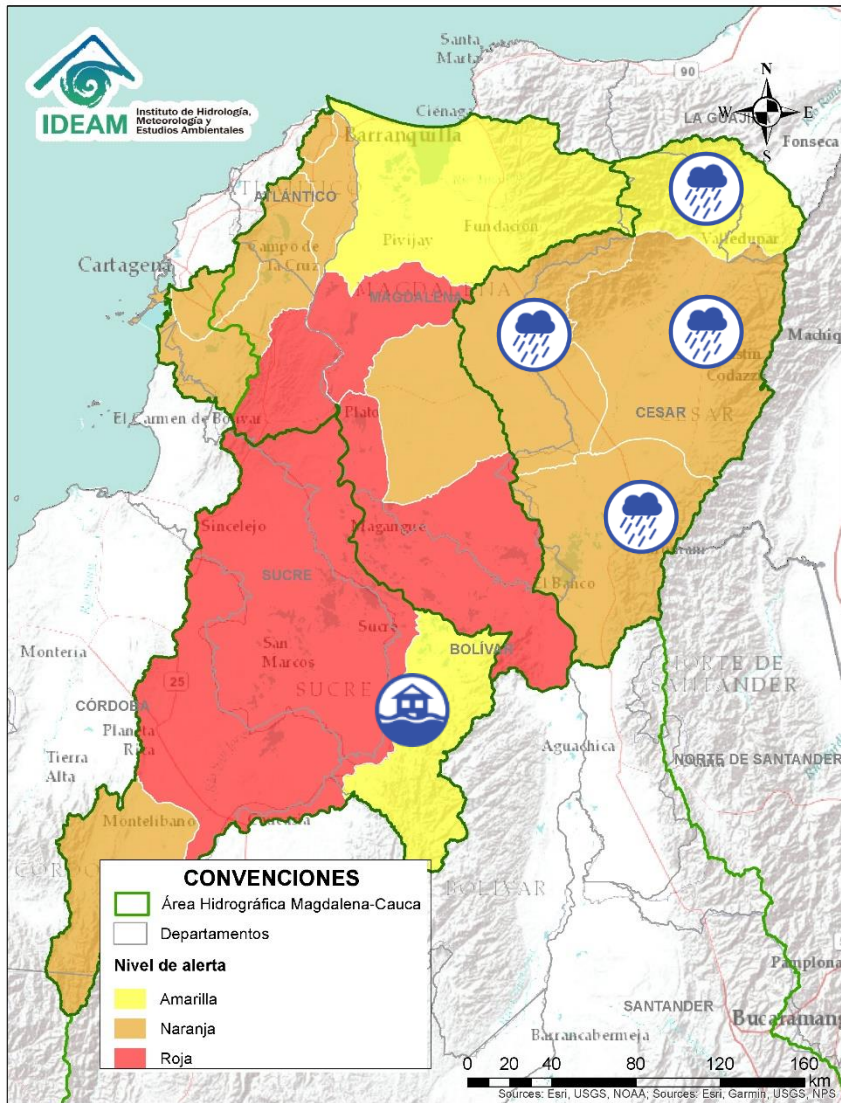 IDEAM
Instituto de Hidrología,
Meteorología y
Estudios Ambientales
Santa
Marta
90
N
W
E
S
LA GUAJI
Fonseca
Ciénaga
Barranquilla
ATLÁNTICO
Cartagena
Campo de
la Cruz
Pivijay
Fundación
Valledupar
MAGDALENA
MAGDALENA
Machiq
Codazzi
CESAR
CESAR
El Carmen de Bolívar
Plato
Sincelejo
Magangué
SUCRE
El Banco
San
Marcos
Sucre
SUCRE
BOLÍVAR
Montería
25
CÓRDOBA
Planeta
Rica
Tierra
Alta
NORTE DE
SANTANDER
NORTE DE SANTANDER
Aguachica
Montelíbano
BOLÍVAR
CONVENCIONES
Área Hidrográfica Magdalena-Cauca
Departamentos
Nivel de alerta
Amarilla
Naranja
Roja
Pamplona
SANTANDER
Bucaramang
Barrancabermeja
0 20 40 80 120 160
km
Sources: Esri, USGS, NOAA; Sources: Esri, Garmin, USGS, NPS